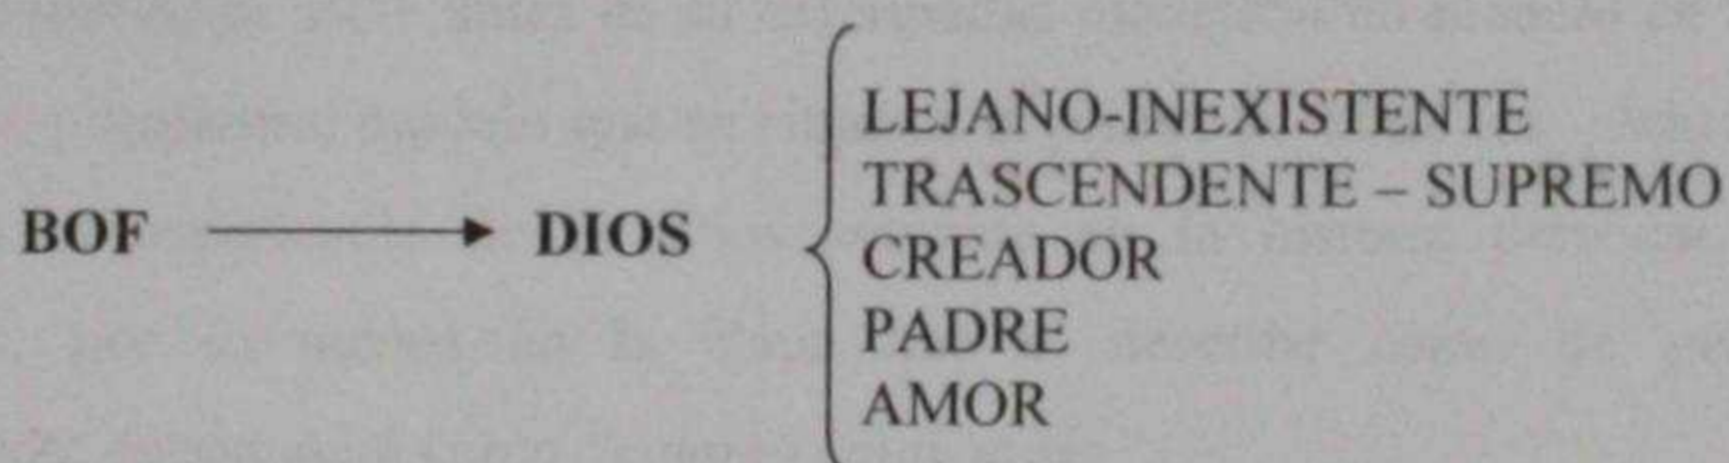 LEJANO-INEXISTENTE
TRASCENDENTE – SUPREMO
BOF DIOS CREADOR
PADRE
AMOR